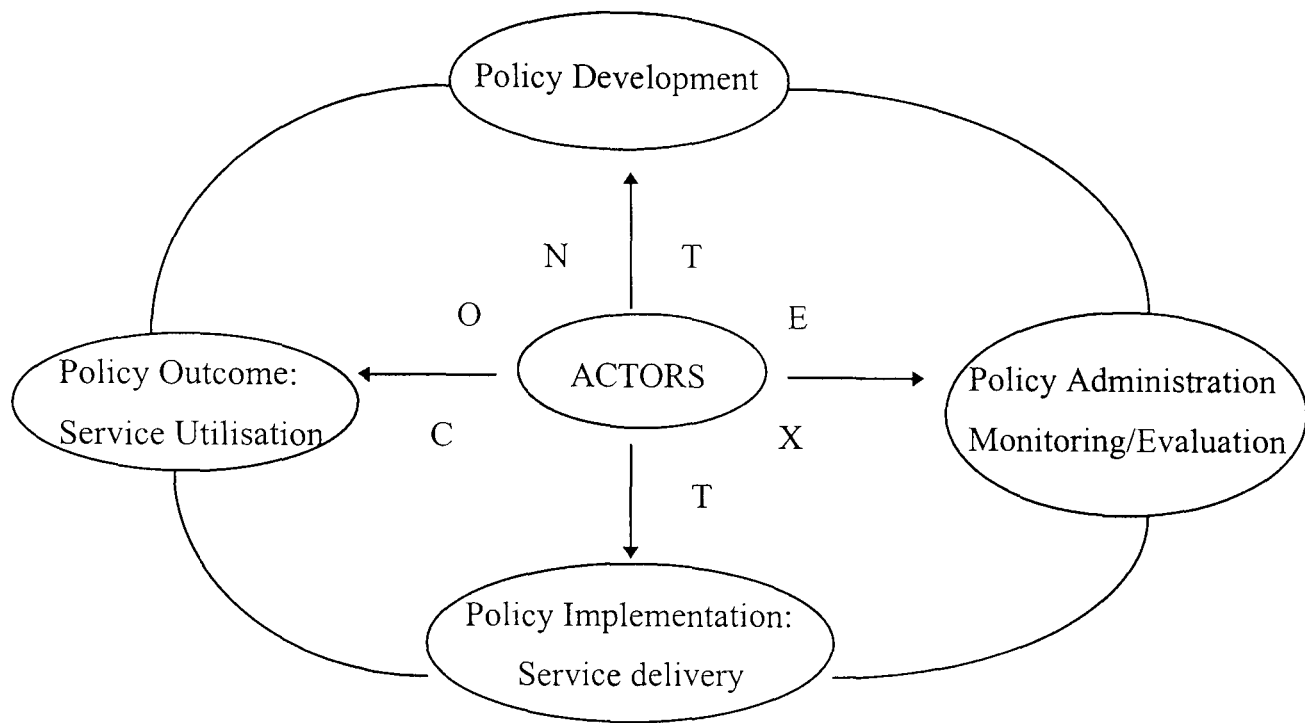 Policy Development
N T
O E
Policy Outcome:
Service Utilisation
ACTORS
Policy Administration
Monitoring/Evaluation
C X
T
Policy Implementation:
Service delivery